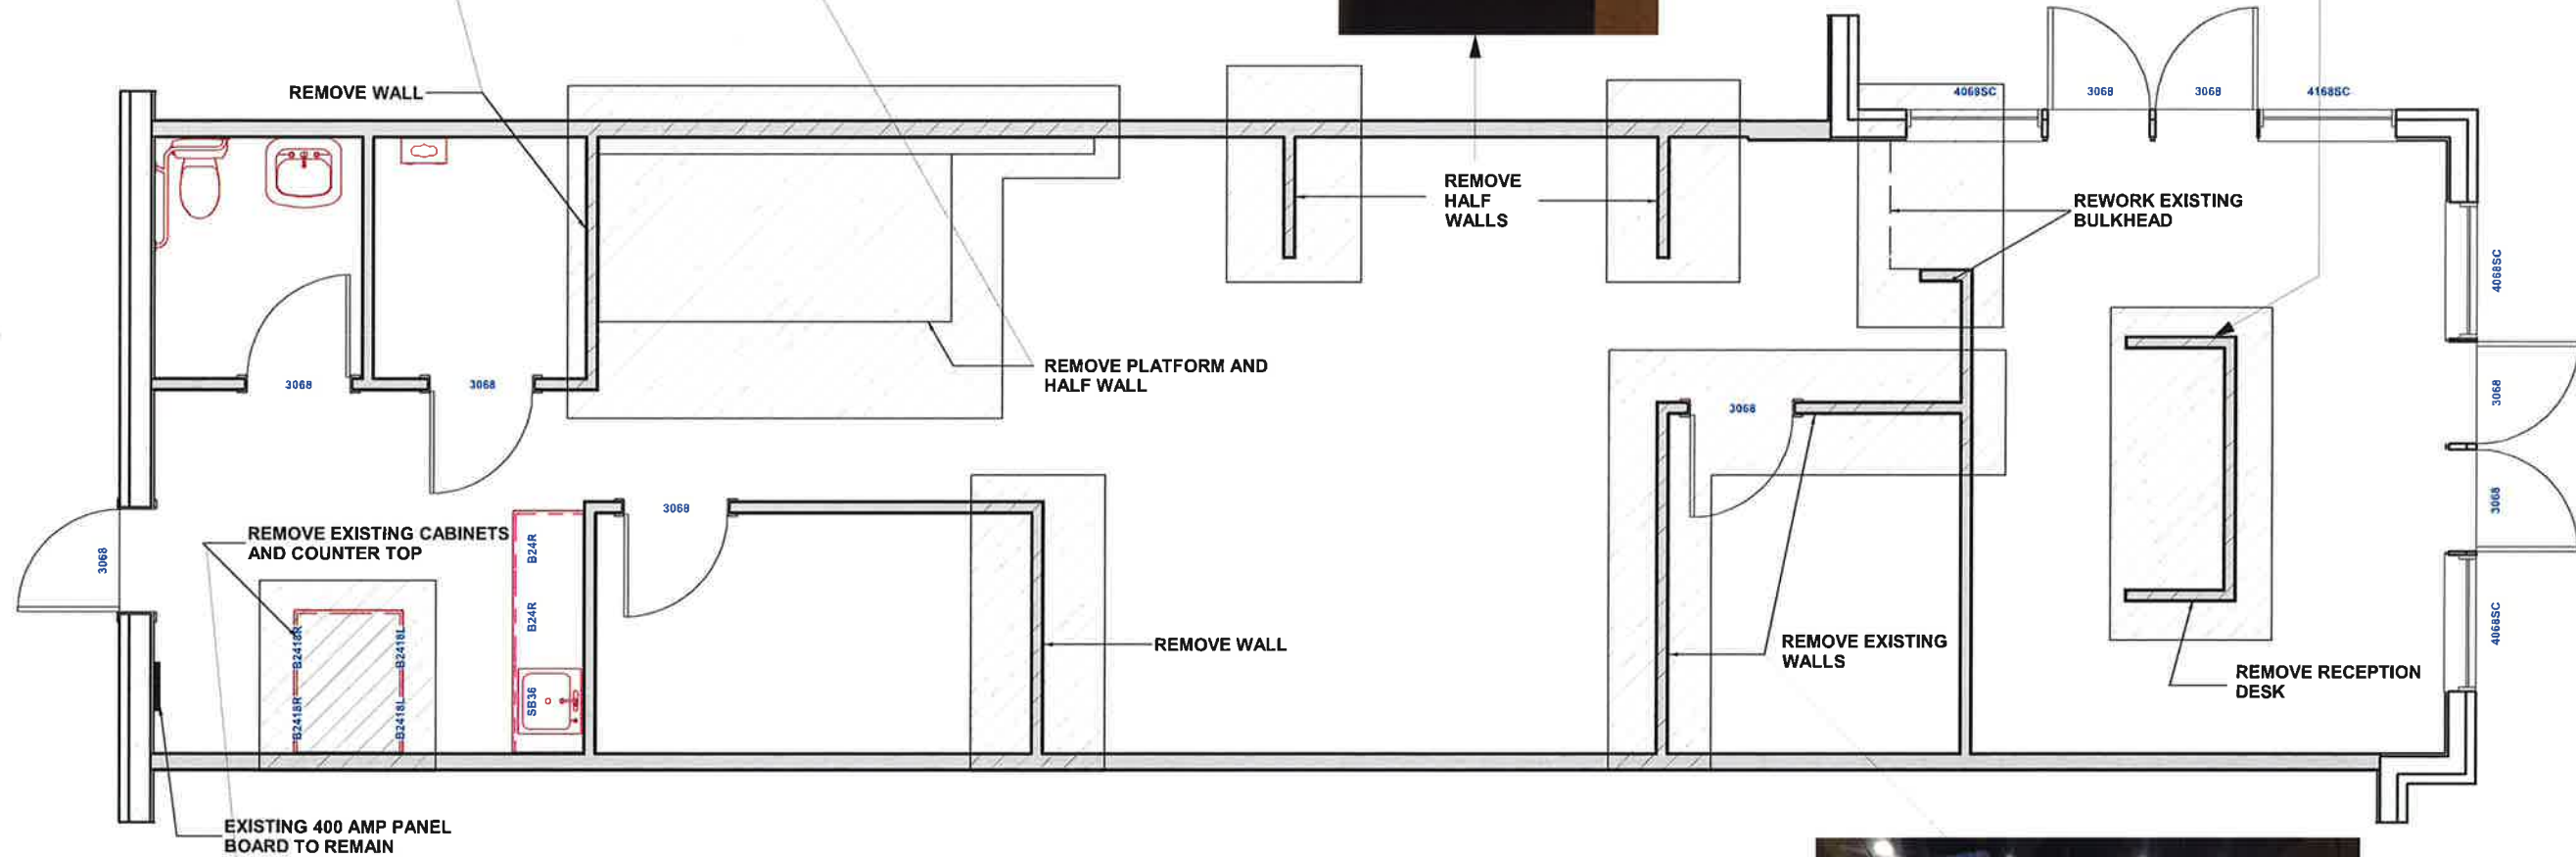 REMOVE WALL
4068SC
3068
3068
4168SC
REMOVE
HALF
WALLS
REWORK EXISTING
BULKHEAD
4068SC
REMOVE PLATFORM AND
HALF WALL
3068
3068
3068
3068
3068
3068
3068
REMOVE EXISTING CABINETS
AND COUNTER TOP
B24R
B24R
SB36
B2418R
B2418R
B2418L
B2418L
REMOVE WALL
REMOVE EXISTING
WALLS
4068SC
REMOVE RECEPTION
DESK
EXISTING 400 AMP PANEL
BOARD TO REMAIN